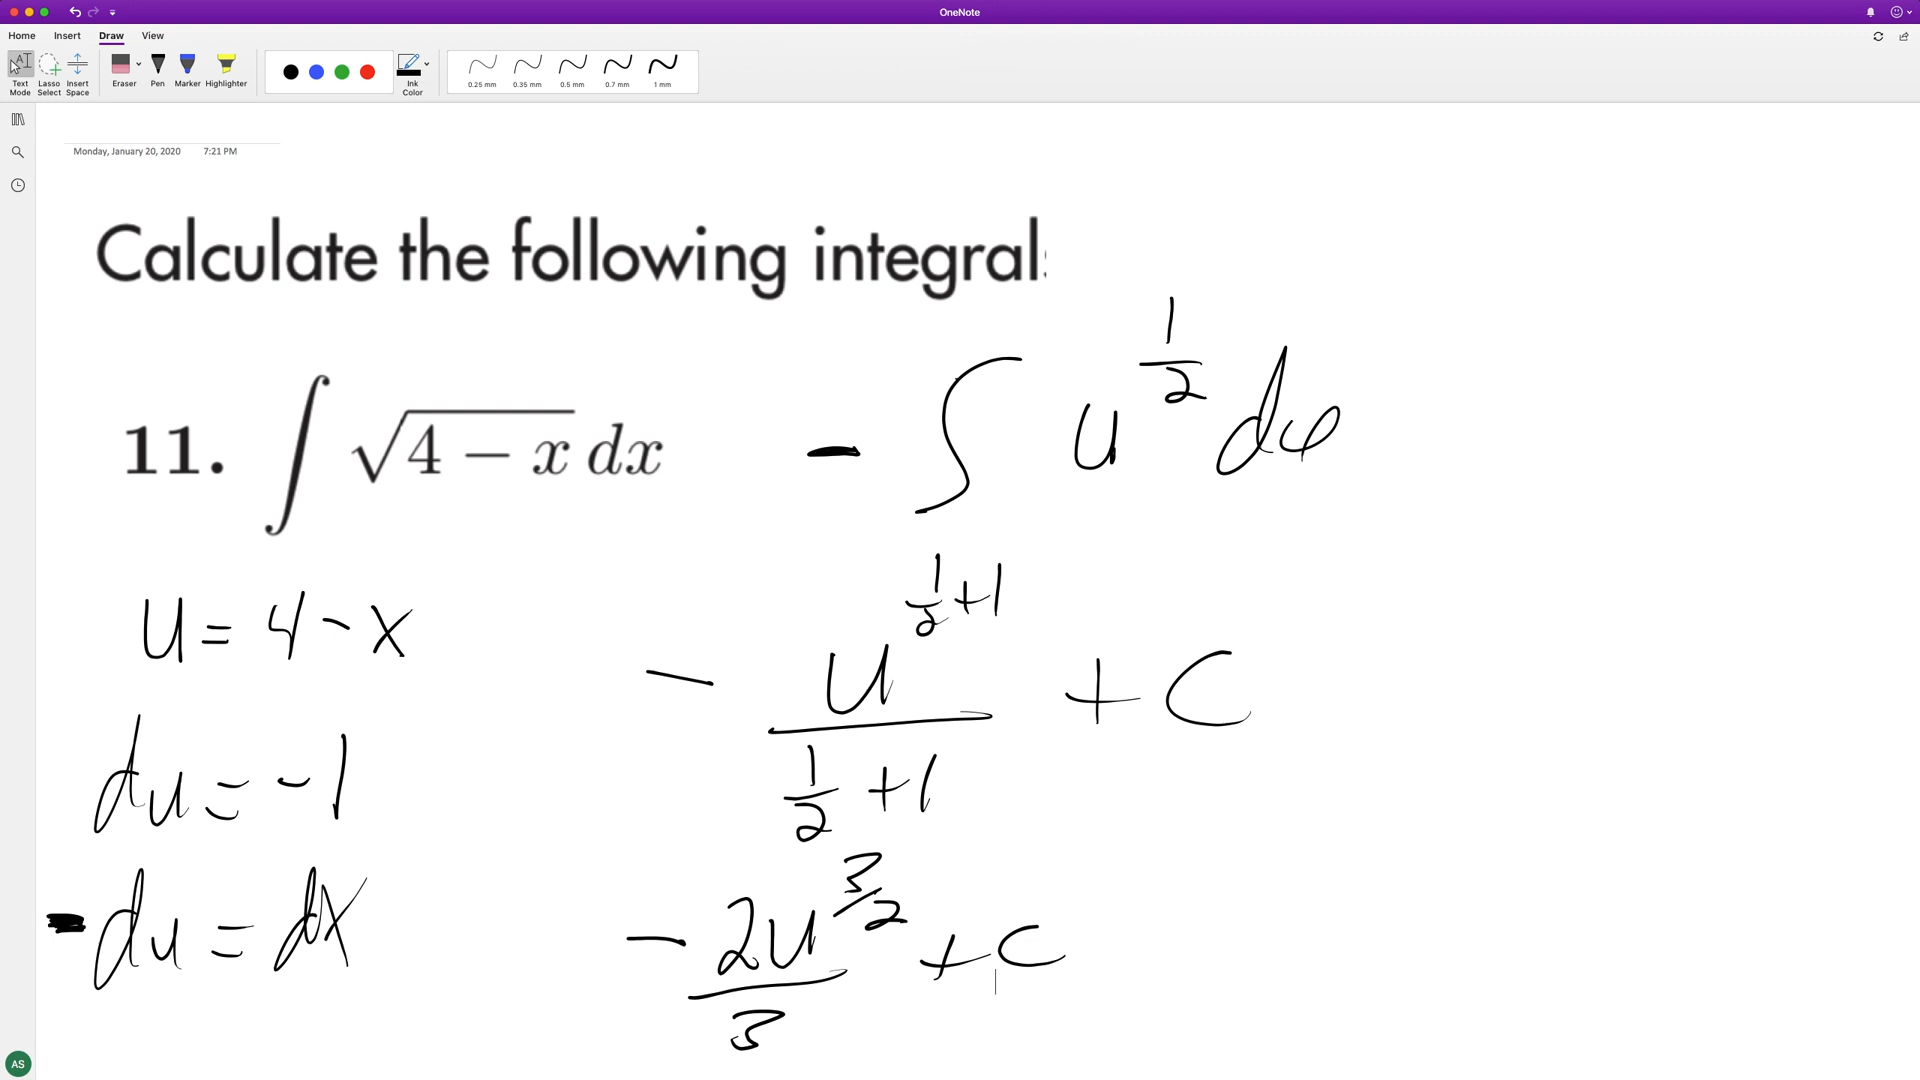 OneNote
Home Insert Draw View
Text Mode
Lasso Select
Insert Space
Eraser
Pen
Marker
Highlighter
Ink Color
0.25 mm
0.35 mm
0.5 mm
0.7 mm
1 mm
Monday, January 20, 2020 7:21 PM
Calculate the following integral
11. ∫ √(4 − x) dx
- ∫ u^(1/2) du
u = 4 - x
- u^(1/2 + 1) / (1/2 + 1) + C
du = -1
-du = dx
- 2u^(3/2) / 3 + C
AS